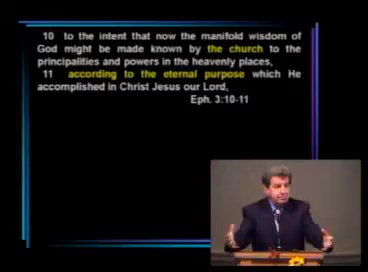 10 to the intent that now the manifold wisdom of
God might be made known by the church to the
principalities and powers in the heavenly places,
11 according to the eternal purpose which He
accomplished in Christ Jesus our Lord,
Eph. 3:10-11